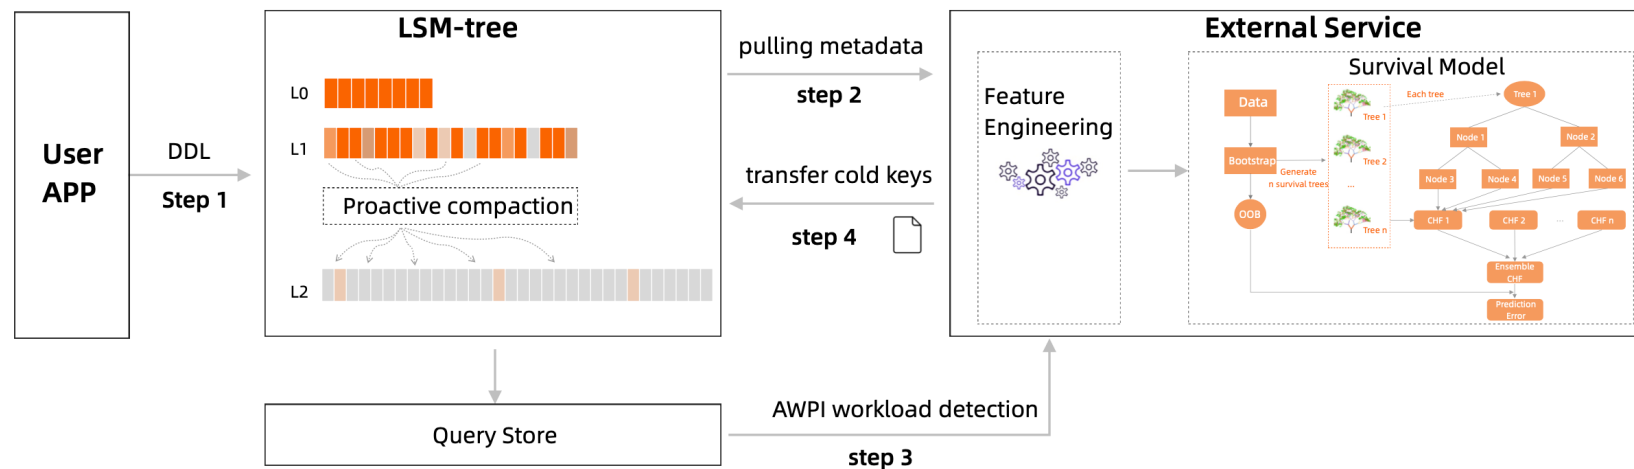 User
APP
DDL
Step 1
LSM-tree
L0
L1
Proactive compaction
L2
pulling metadata
step 2
transfer cold keys
step 4
External Service
Feature
Engineering
Survival Model
Data
Bootstrap
OOB
Generate
n survival trees
Tree 1
Tree 2
...
Tree n
Each tree
Tree 1
Node 1
Node 2
Node 3
Node 4
Node 5
Node 6
CHF 1
CHF 2
...
CHF n
Ensemble
CHF
Prediction
Error
Query Store
AWPI workload detection
step 3